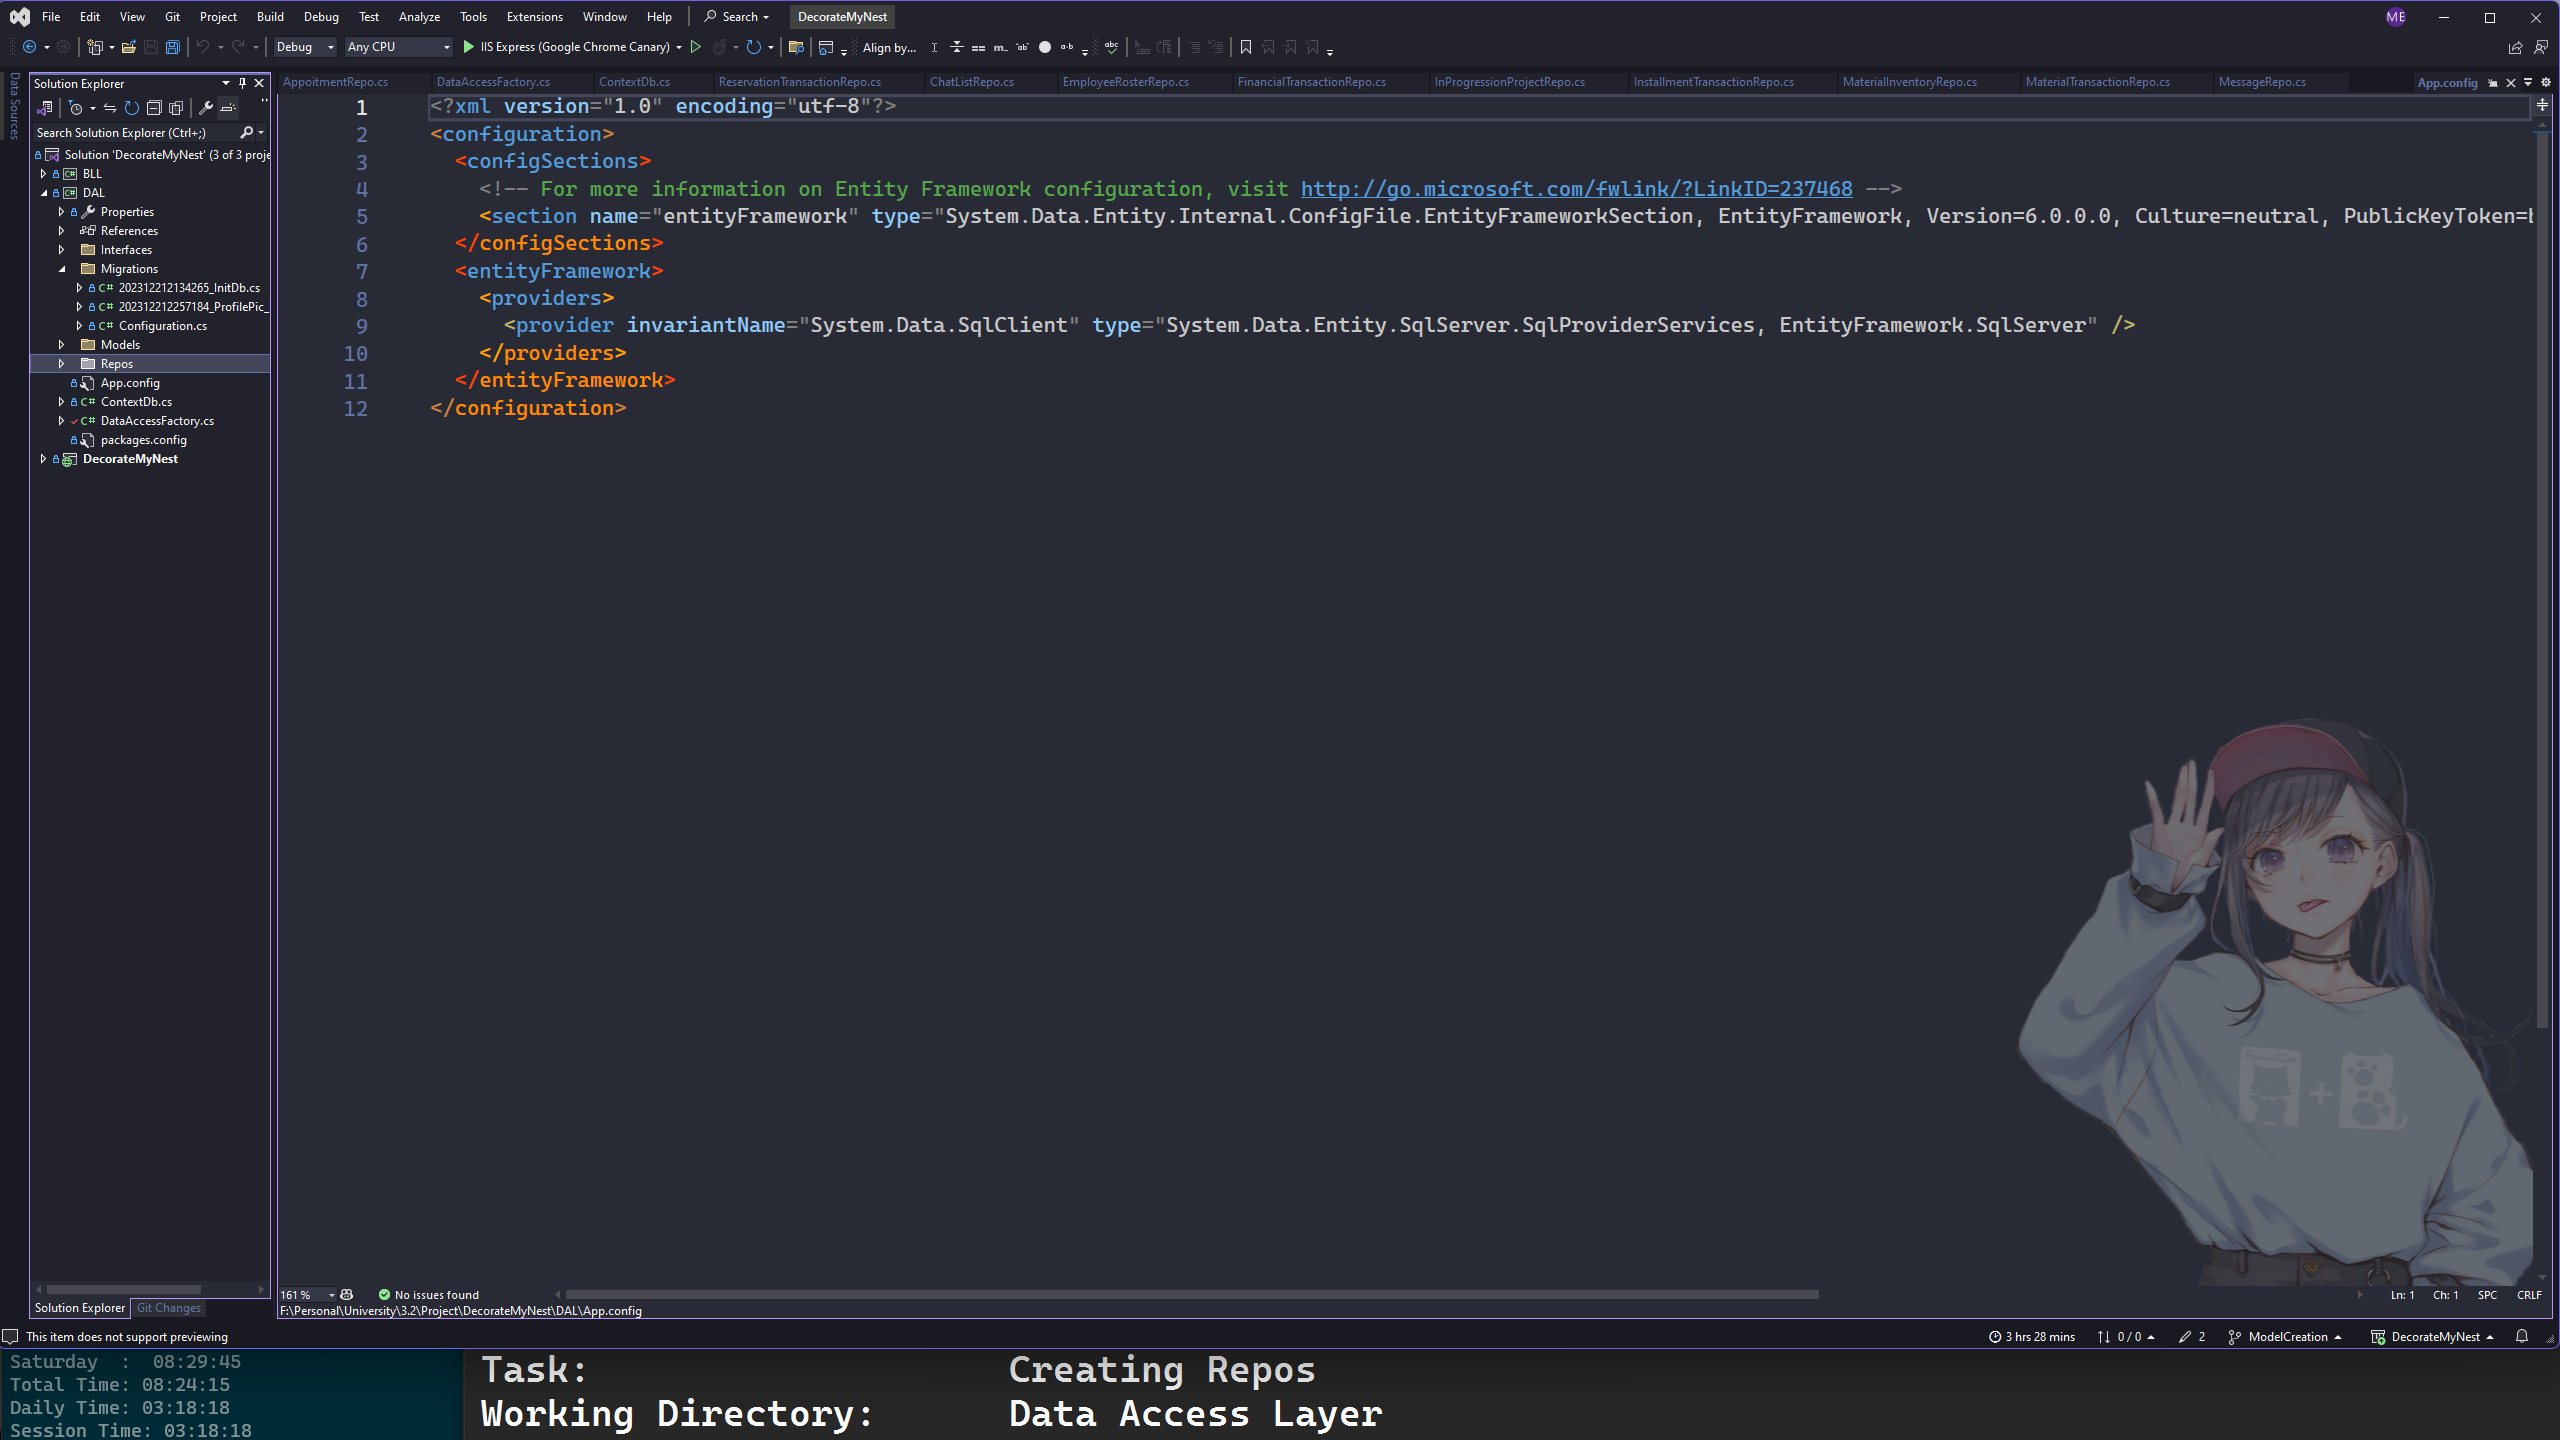 File Edit View Git Project Build Debug Test Analyze Tools Extensions Window Help Search DecorateMyNest ME
Debug Any CPU IIS Express (Google Chrome Canary) Align by...
Data Sources
Solution Explorer
Search Solution Explorer (Ctrl+;)
Solution 'DecorateMyNest' (3 of 3 proje
BLL
DAL
Properties
References
Interfaces
Migrations
202312212134265_InitDb.cs
202312212257184_ProfilePic_
Configuration.cs
Models
Repos
App.config
ContextDb.cs
DataAccessFactory.cs
packages.config
DecorateMyNest
Solution Explorer Git Changes
AppoitmentRepo.cs DataAccessFactory.cs ContextDb.cs ReservationTransactionRepo.cs ChatListRepo.cs EmployeeRosterRepo.cs FinancialTransactionRepo.cs InProgressionProjectRepo.cs InstallmentTransactionRepo.cs MaterialInventoryRepo.cs MaterialTransactionRepo.cs MessageRepo.cs App.config
1 <?xml version="1.0" encoding="utf-8"?>
2 <configuration>
3 <configSections>
4 <!-- For more information on Entity Framework configuration, visit http://go.microsoft.com/fwlink/?LinkID=237468 -->
5 <section name="entityFramework" type="System.Data.Entity.Internal.ConfigFile.EntityFrameworkSection, EntityFramework, Version=6.0.0.0, Culture=neutral, PublicKeyToken=b
6 </configSections>
7 <entityFramework>
8 <providers>
9 <provider invariantName="System.Data.SqlClient" type="System.Data.Entity.SqlServer.SqlProviderServices, EntityFramework.SqlServer" />
10 </providers>
11 </entityFramework>
12 </configuration>
161 % No issues found Ln: 1 Ch: 1 SPC CRLF
F:\Personal\University\3.2\Project\DecorateMyNest\DAL\App.config
This item does not support previewing 3 hrs 28 mins 0 / 0 2 ModelCreation DecorateMyNest
Saturday : 08:29:45
Total Time: 08:24:15
Daily Time: 03:18:18
Session Time: 03:18:18
Task: Creating Repos
Working Directory: Data Access Layer